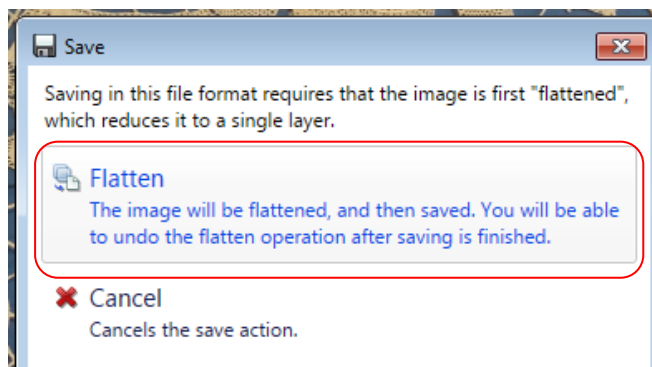 Save
Saving in this file format requires that the image is first "flattened",
which reduces it to a single layer.
Flatten
The image will be flattened, and then saved. You will be able
to undo the flatten operation after saving is finished.
Cancel
Cancels the save action.